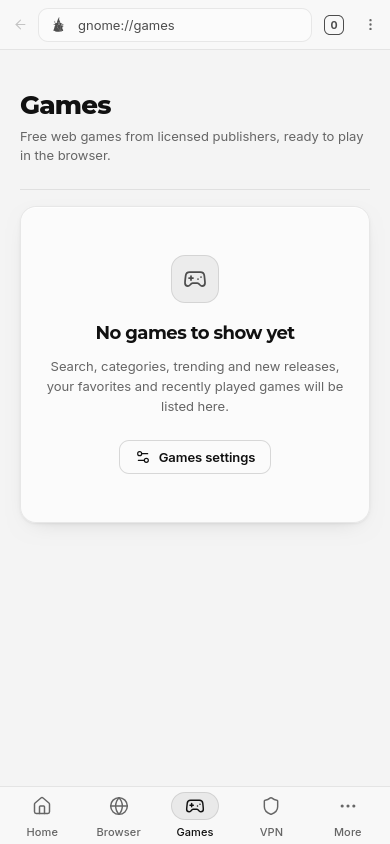 gnome://games
0
Games
Free web games from licensed publishers, ready to play
in the browser.
No games to show yet
Search, categories, trending and new releases,
your favorites and recently played games will be
listed here.
Games settings
Home
Browser
Games
VPN
More